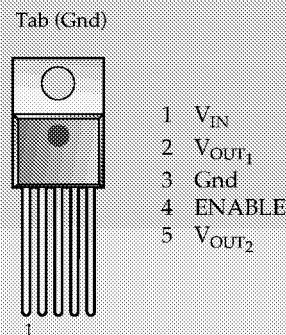 Tab (Gnd)
1 VIN
2 VOUT1
3 Gnd
4 ENABLE
5 VOUT2
1